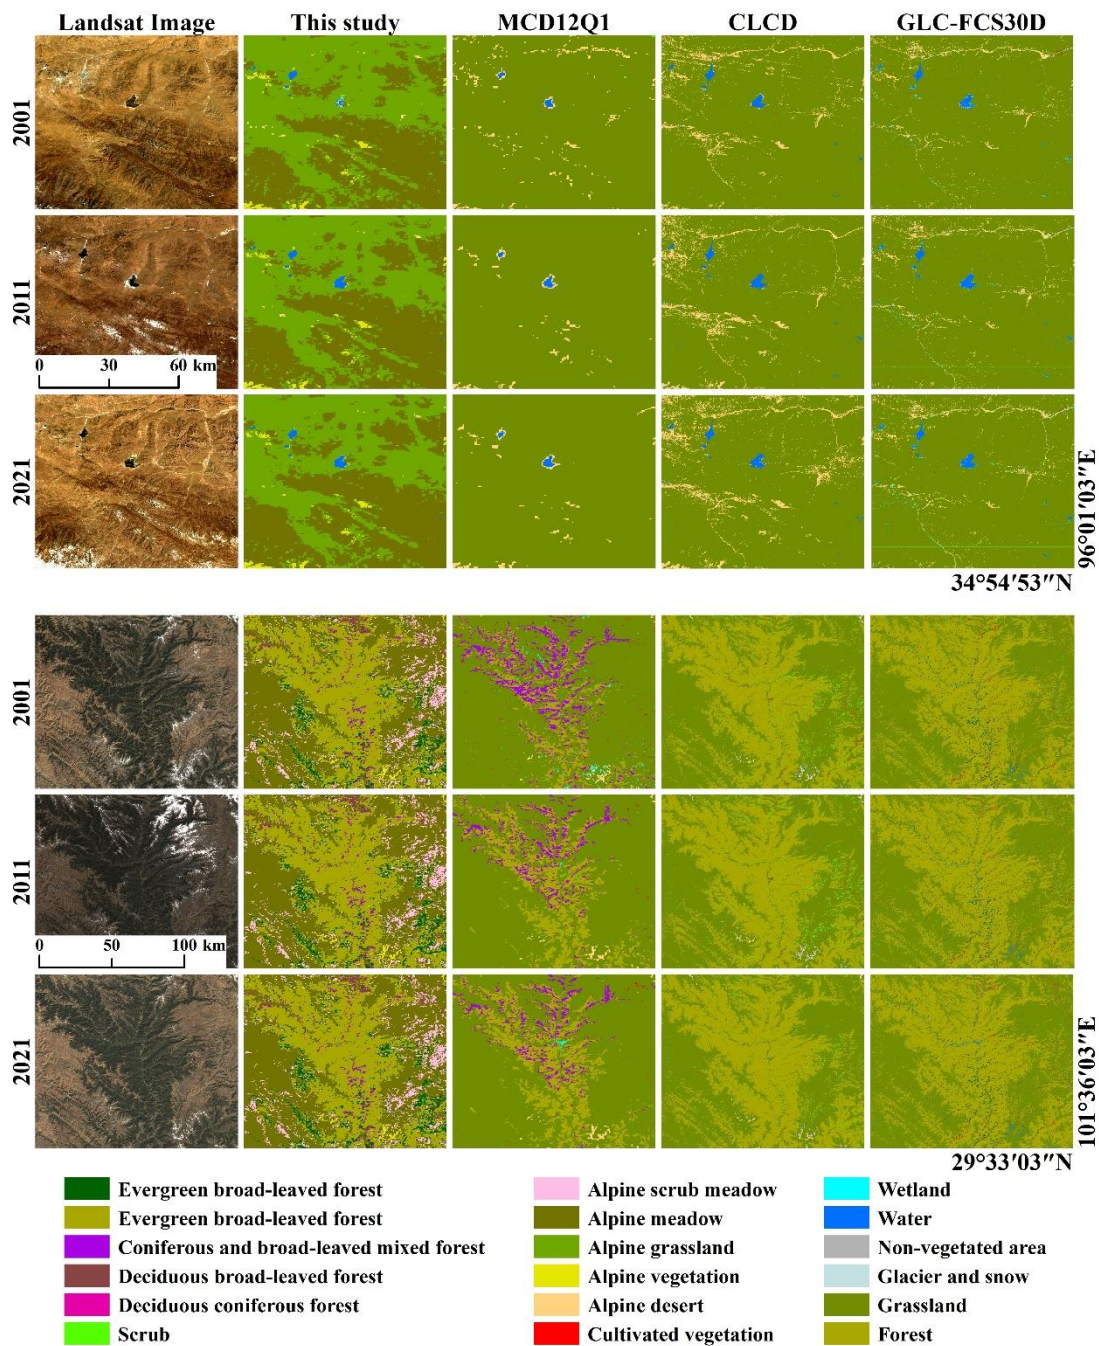 Landsat Image This study MCD12Q1 CLCD GLC-FCS30D
2001
2011
0 30 60 km
2021
96°01′03″E
34°54′53″N
2001
2011
0 50 100 km
2021
101°36′03″E
29°33′03″N
Evergreen broad-leaved forest Alpine scrub meadow Wetland
Evergreen broad-leaved forest Alpine meadow Water
Coniferous and broad-leaved mixed forest Alpine grassland Non-vegetated area
Deciduous broad-leaved forest Alpine vegetation Glacier and snow
Deciduous coniferous forest Alpine desert Grassland
Scrub Cultivated vegetation Forest